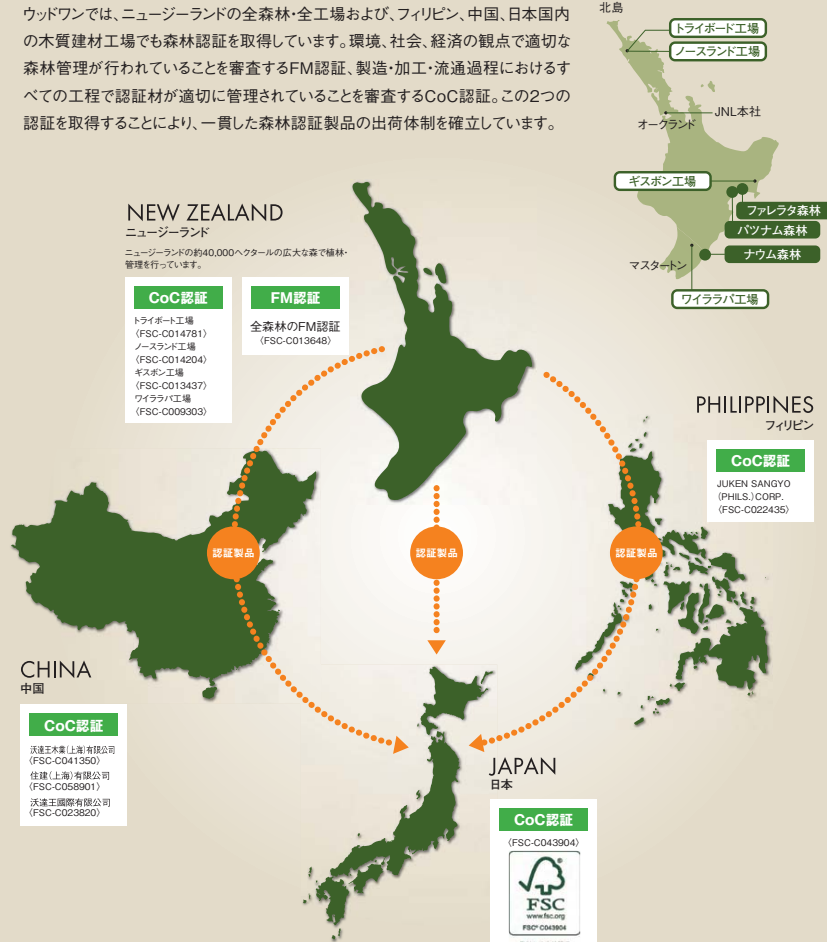 ウッドワンでは、ニュージーランドの全森林・全工場および、フィリピン、中国、日本国内
の木質建材工場でも森林認証を取得しています。環境、社会、経済の観点で適切な
森林管理が行われていることを審査するFM認証、製造・加工・流通過程におけるす
べての工程で認証材が適切に管理されていることを審査するCoC認証。この2つの
認証を取得することにより、一貫した森林認証製品の出荷体制を確立しています。
北島
トライボード工場
ノースランド工場
JNL本社
オークランド
ギスボン工場
ファレラタ森林
パツナム森林
ナウム森林
マスタートン
ワイララパ工場
NEW ZEALAND
ニュージーランド
ニュージーランドの約40,000ヘクタールの広大な森で植林・
管理を行っています。
CoC認証
トライボート工場
〈FSC-C014781〉
ノースランド工場
〈FSC-C014204〉
ギスボン工場
〈FSC-C013437〉
ワイララパ工場
〈FSC-C009303〉
FM認証
全森林のFM認証
〈FSC-C013648〉
PHILIPPINES
フィリピン
CoC認証
JUKEN SANGYO
(PHILS.)CORP.
〈FSC-C022435〉
認証製品
認証製品
認証製品
CHINA
中国
CoC認証
沃達王木業(上海)有限公司
〈FSC-C041350〉
住建(上海)有限公司
〈FSC-C058901〉
沃達王國際有限公司
〈FSC-C023820〉
JAPAN
日本
CoC認証
〈FSC-C043904〉
FSC
www.fsc.org
FSC® C043904